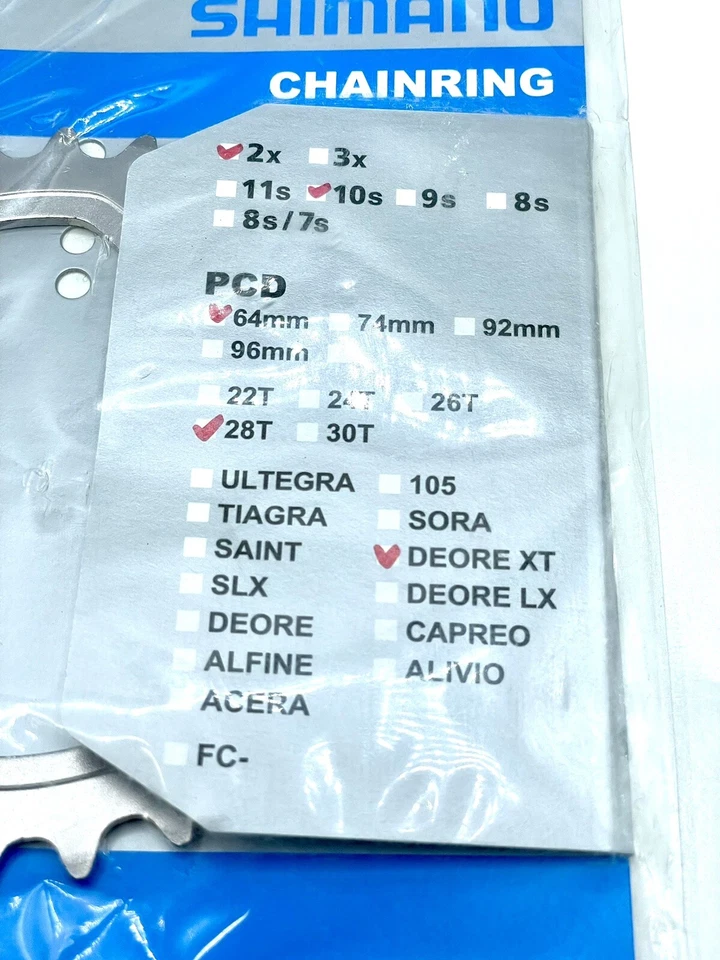 SHIMANO
CHAINRING
2x 3x
11s 10s 9s 8s
8s/7s
PCD
64mm 74mm 92mm
96mm
22T 24T 26T
28T 30T
ULTEGRA 105
TIAGRA SORA
SAINT DEORE XT
SLX DEORE LX
DEORE CAPREO
ALFINE ALIVIO
ACERA
FC-